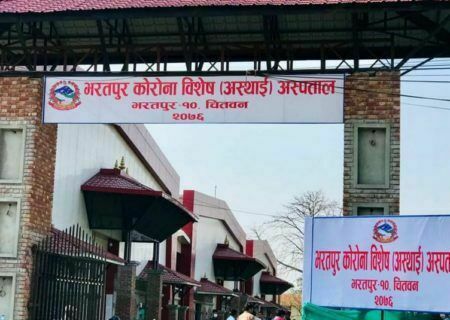 भरतपुर कोरोना विशेष (अस्थाई) अस्पताल
भरतपुर-१०, चितवन
२०७६
भरतपुर कोरोना विशेष (अस्थाई) अस्पता
भरतपुर-१०, चितवन
२०७६